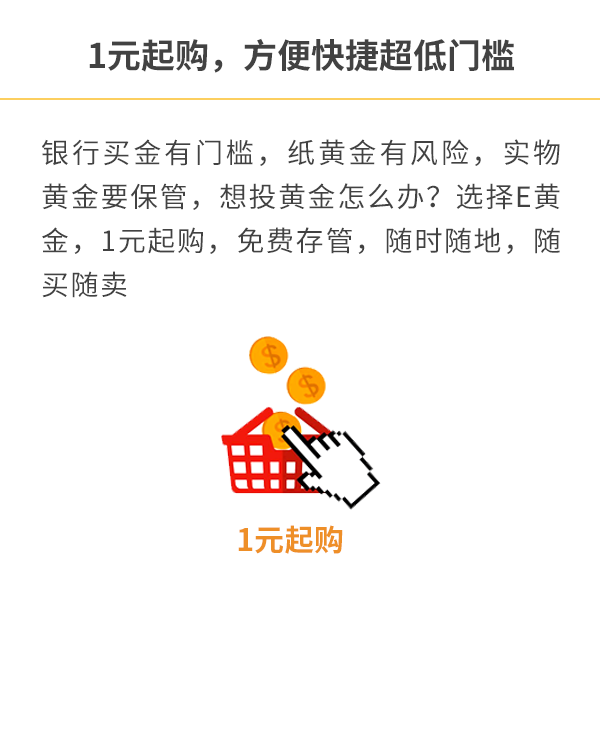 1元起购，方便快捷超低门槛
银行买金有门槛，纸黄金有风险，实物
黄金要保管，想投黄金怎么办？选择E黄
金，1元起购，免费存管，随时随地，随
买随卖
1元起购